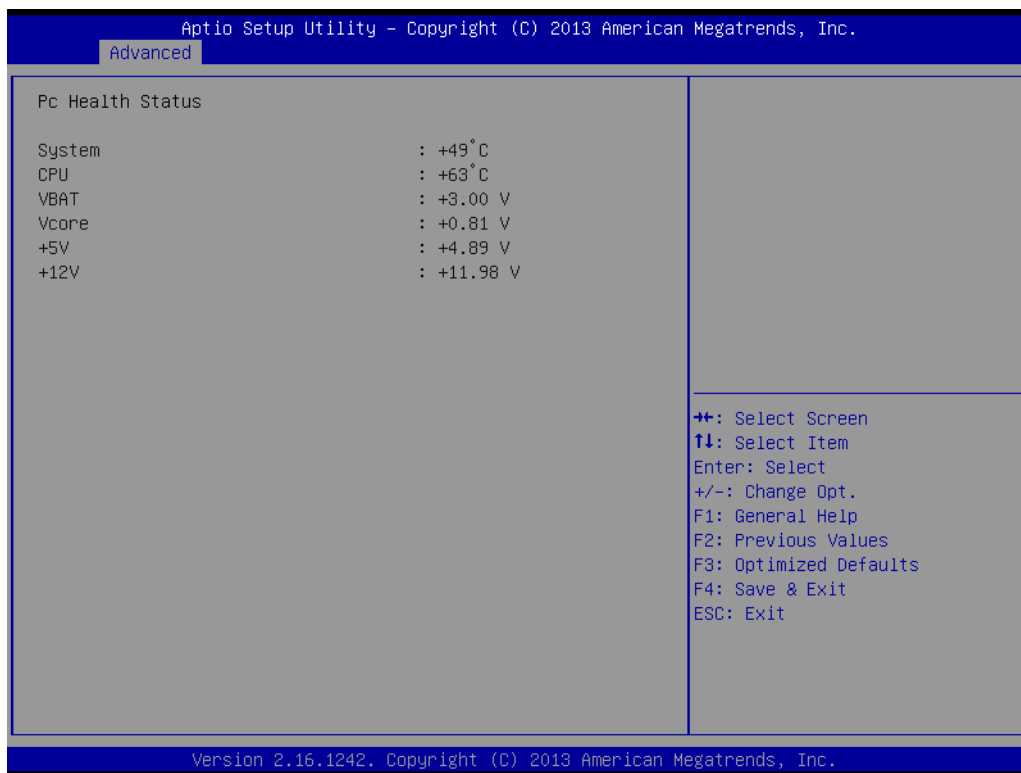 Aptio Setup Utility – Copyright (C) 2013 American Megatrends, Inc.
Advanced
Pc Health Status
System : +49°C
CPU : +63°C
VBAT : +3.00 V
Vcore : +0.81 V
+5V : +4.89 V
+12V : +11.98 V
→←: Select Screen
↑↓: Select Item
Enter: Select
+/-: Change Opt.
F1: General Help
F2: Previous Values
F3: Optimized Defaults
F4: Save & Exit
ESC: Exit
Version 2.16.1242. Copyright (C) 2013 American Megatrends, Inc.